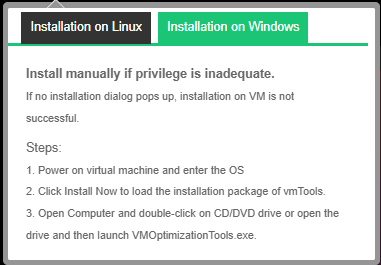 Installation on Linux
Installation on Windows
Install manually if privilege is inadequate.
If no installation dialog pops up, installation on VM is not
successful.
Steps:
1. Power on virtual machine and enter the OS
2. Click Install Now to load the installation package of vmTools.
3. Open Computer and double-click on CD/DVD drive or open the
drive and then launch VMOptimizationTools.exe.